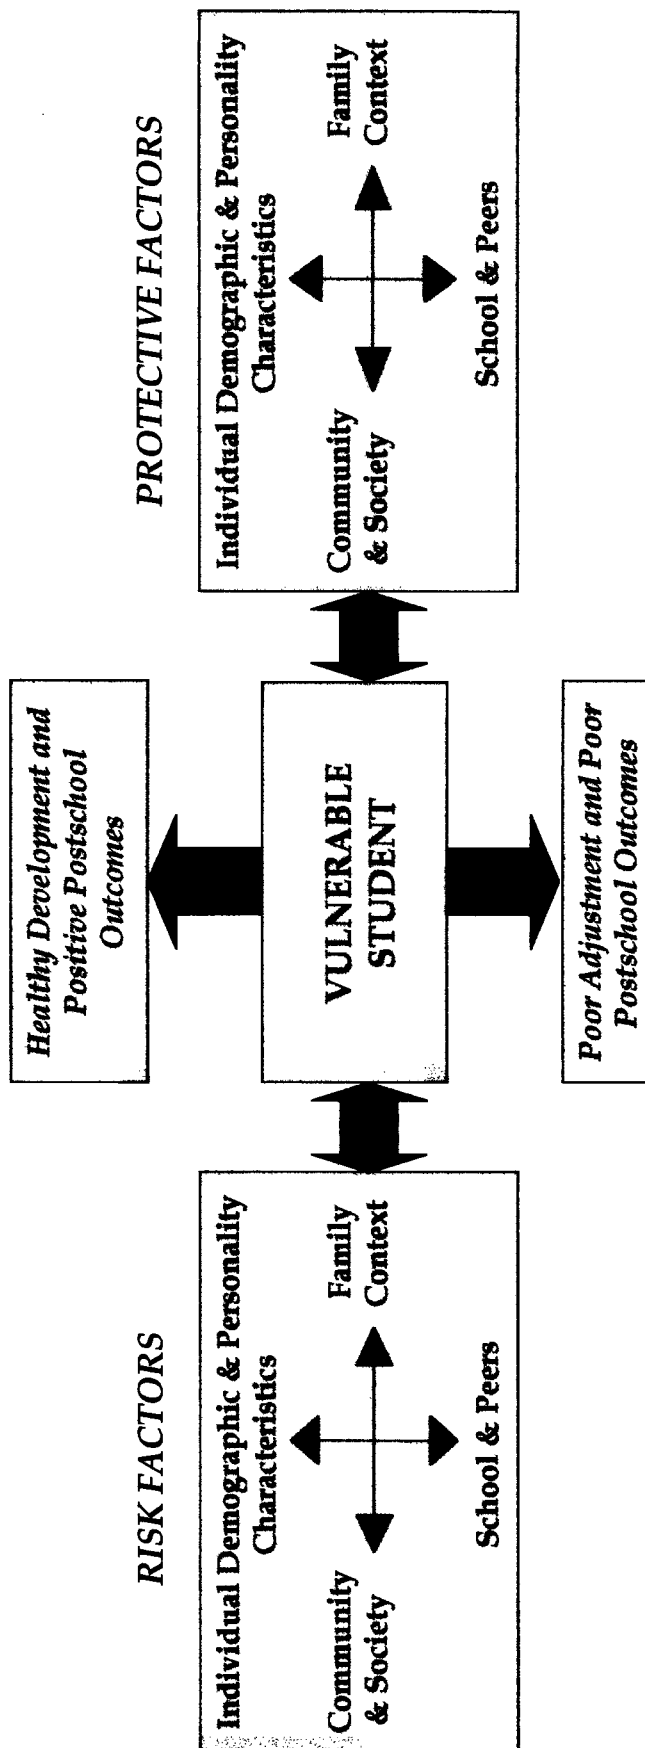 RISK FACTORS
Individual Demographic & Personality
Characteristics
Community
& Society
Family
Context
School & Peers
Healthy Development and
Positive Postschool
Outcomes
VULNERABLE
STUDENT
Poor Adjustment and Poor
Postschool Outcomes
PROTECTIVE FACTORS
Individual Demographic & Personality
Characteristics
Community
& Society
Family
Context
School & Peers